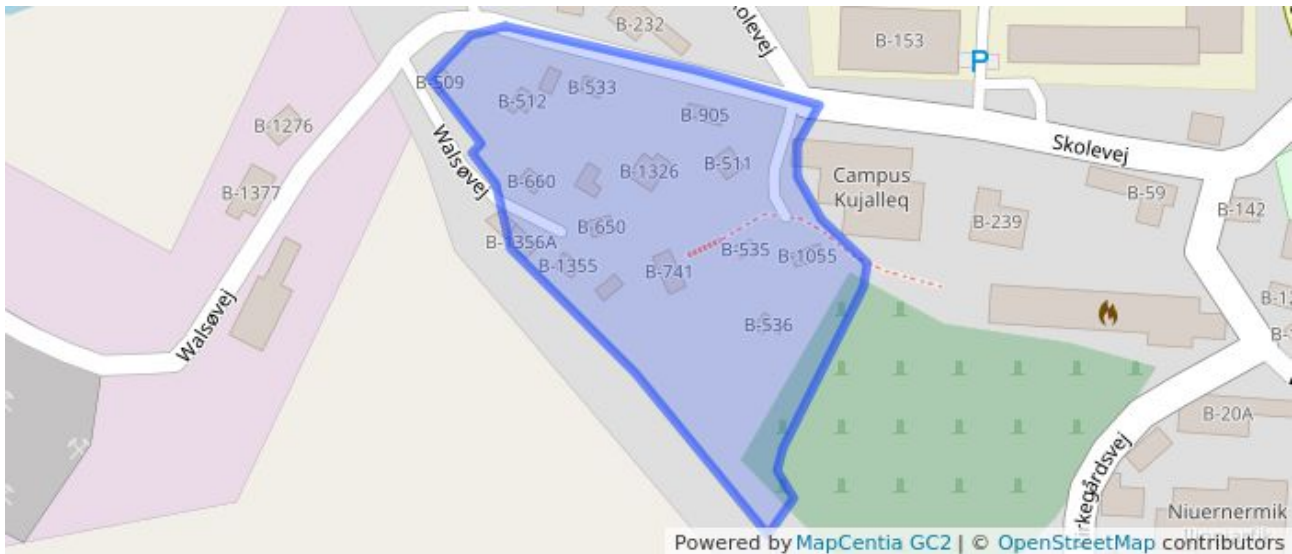 B-232
Skolevej
B-153
P
B-509
B-533
B-512
B-905
B-1276
Walsøvej
Skolevej
B-511
B-1326
Campus
Kujalleq
B-660
B-1377
B-59
B-142
B-239
B-650
B-1356A
B-535
B-1055
B-1355
B-741
Walsøvej
B-536
B-20A
Kirkegårdsvej
Niuernermik
Powered by MapCentia GC2 | © OpenStreetMap contributors